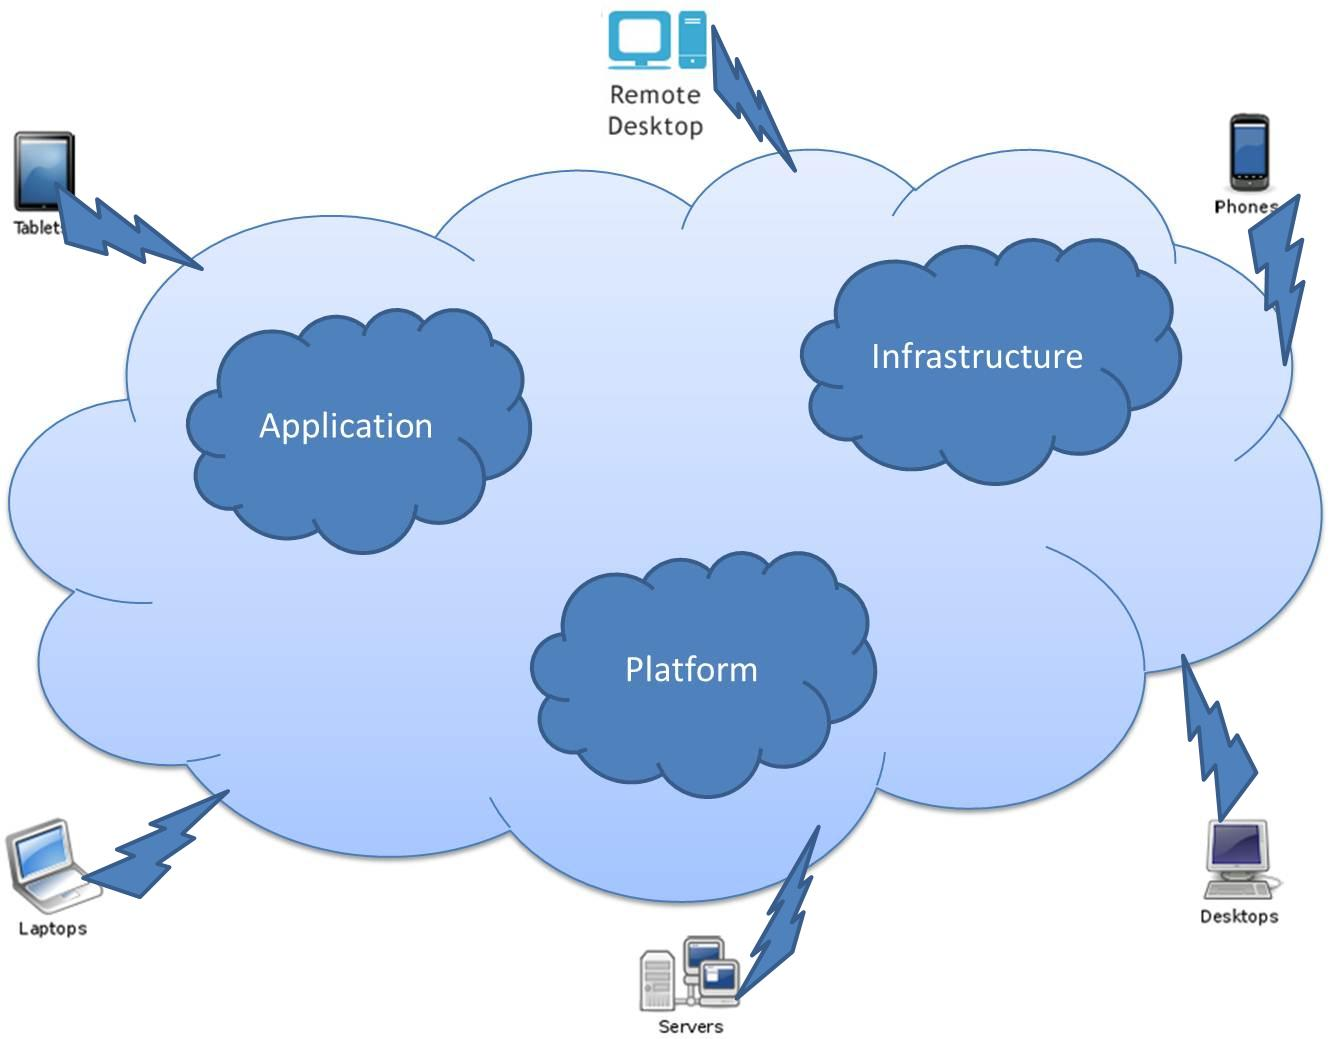 Remote
Desktop
Tablets
Phones
Infrastructure
Application
Platform
Laptops
Desktops
Servers